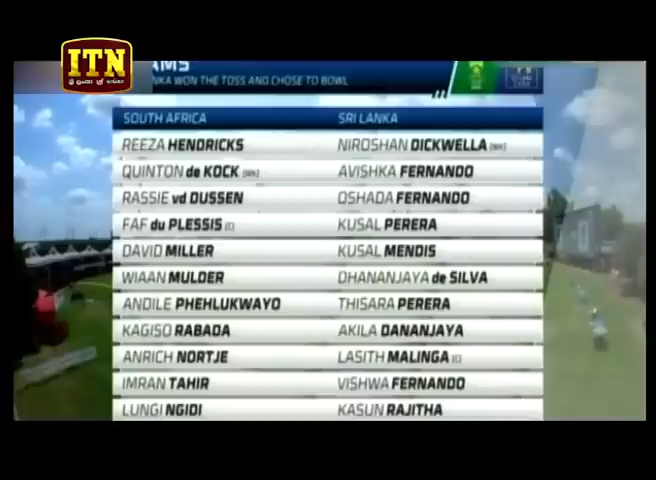 ITN
ශ්‍රී ලංකා ශ්‍රේෂ්ඨයා
AMS
NKA WON THE TOSS AND CHOSE TO BOWL
SOUTH AFRICA SRI LANKA
REEZA HENDRICKS NIROSHAN DICKWELLA (WK)
QUINTON de KOCK (WK) AVISHKA FERNANDO
RASSIE vd DUSSEN OSHADA FERNANDO
FAF du PLESSIS (C) KUSAL PERERA
DAVID MILLER KUSAL MENDIS
WIAAN MULDER DHANANJAYA de SILVA
ANDILE PHEHLUKWAYO THISARA PERERA
KAGISO RABADA AKILA DANANJAYA
ANRICH NORTJE LASITH MALINGA (C)
IMRAN TAHIR VISHWA FERNANDO
LUNGI NGIDI KASUN RAJITHA